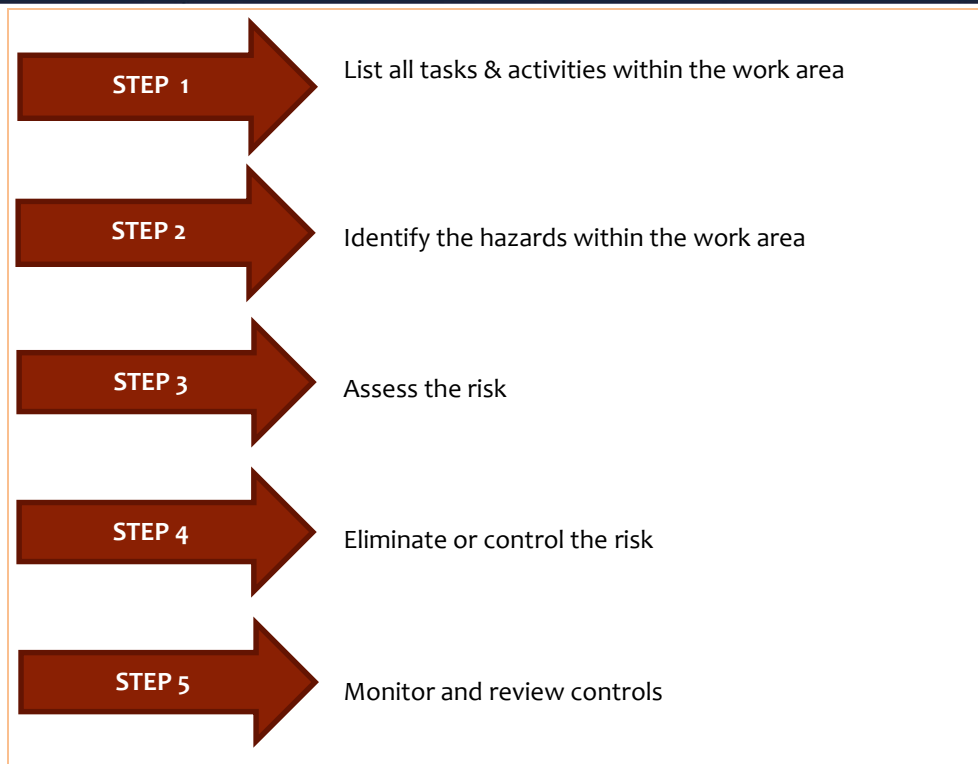 STEP 1
List all tasks & activities within the work area
STEP 2
Identify the hazards within the work area
STEP 3
Assess the risk
STEP 4
Eliminate or control the risk
STEP 5
Monitor and review controls